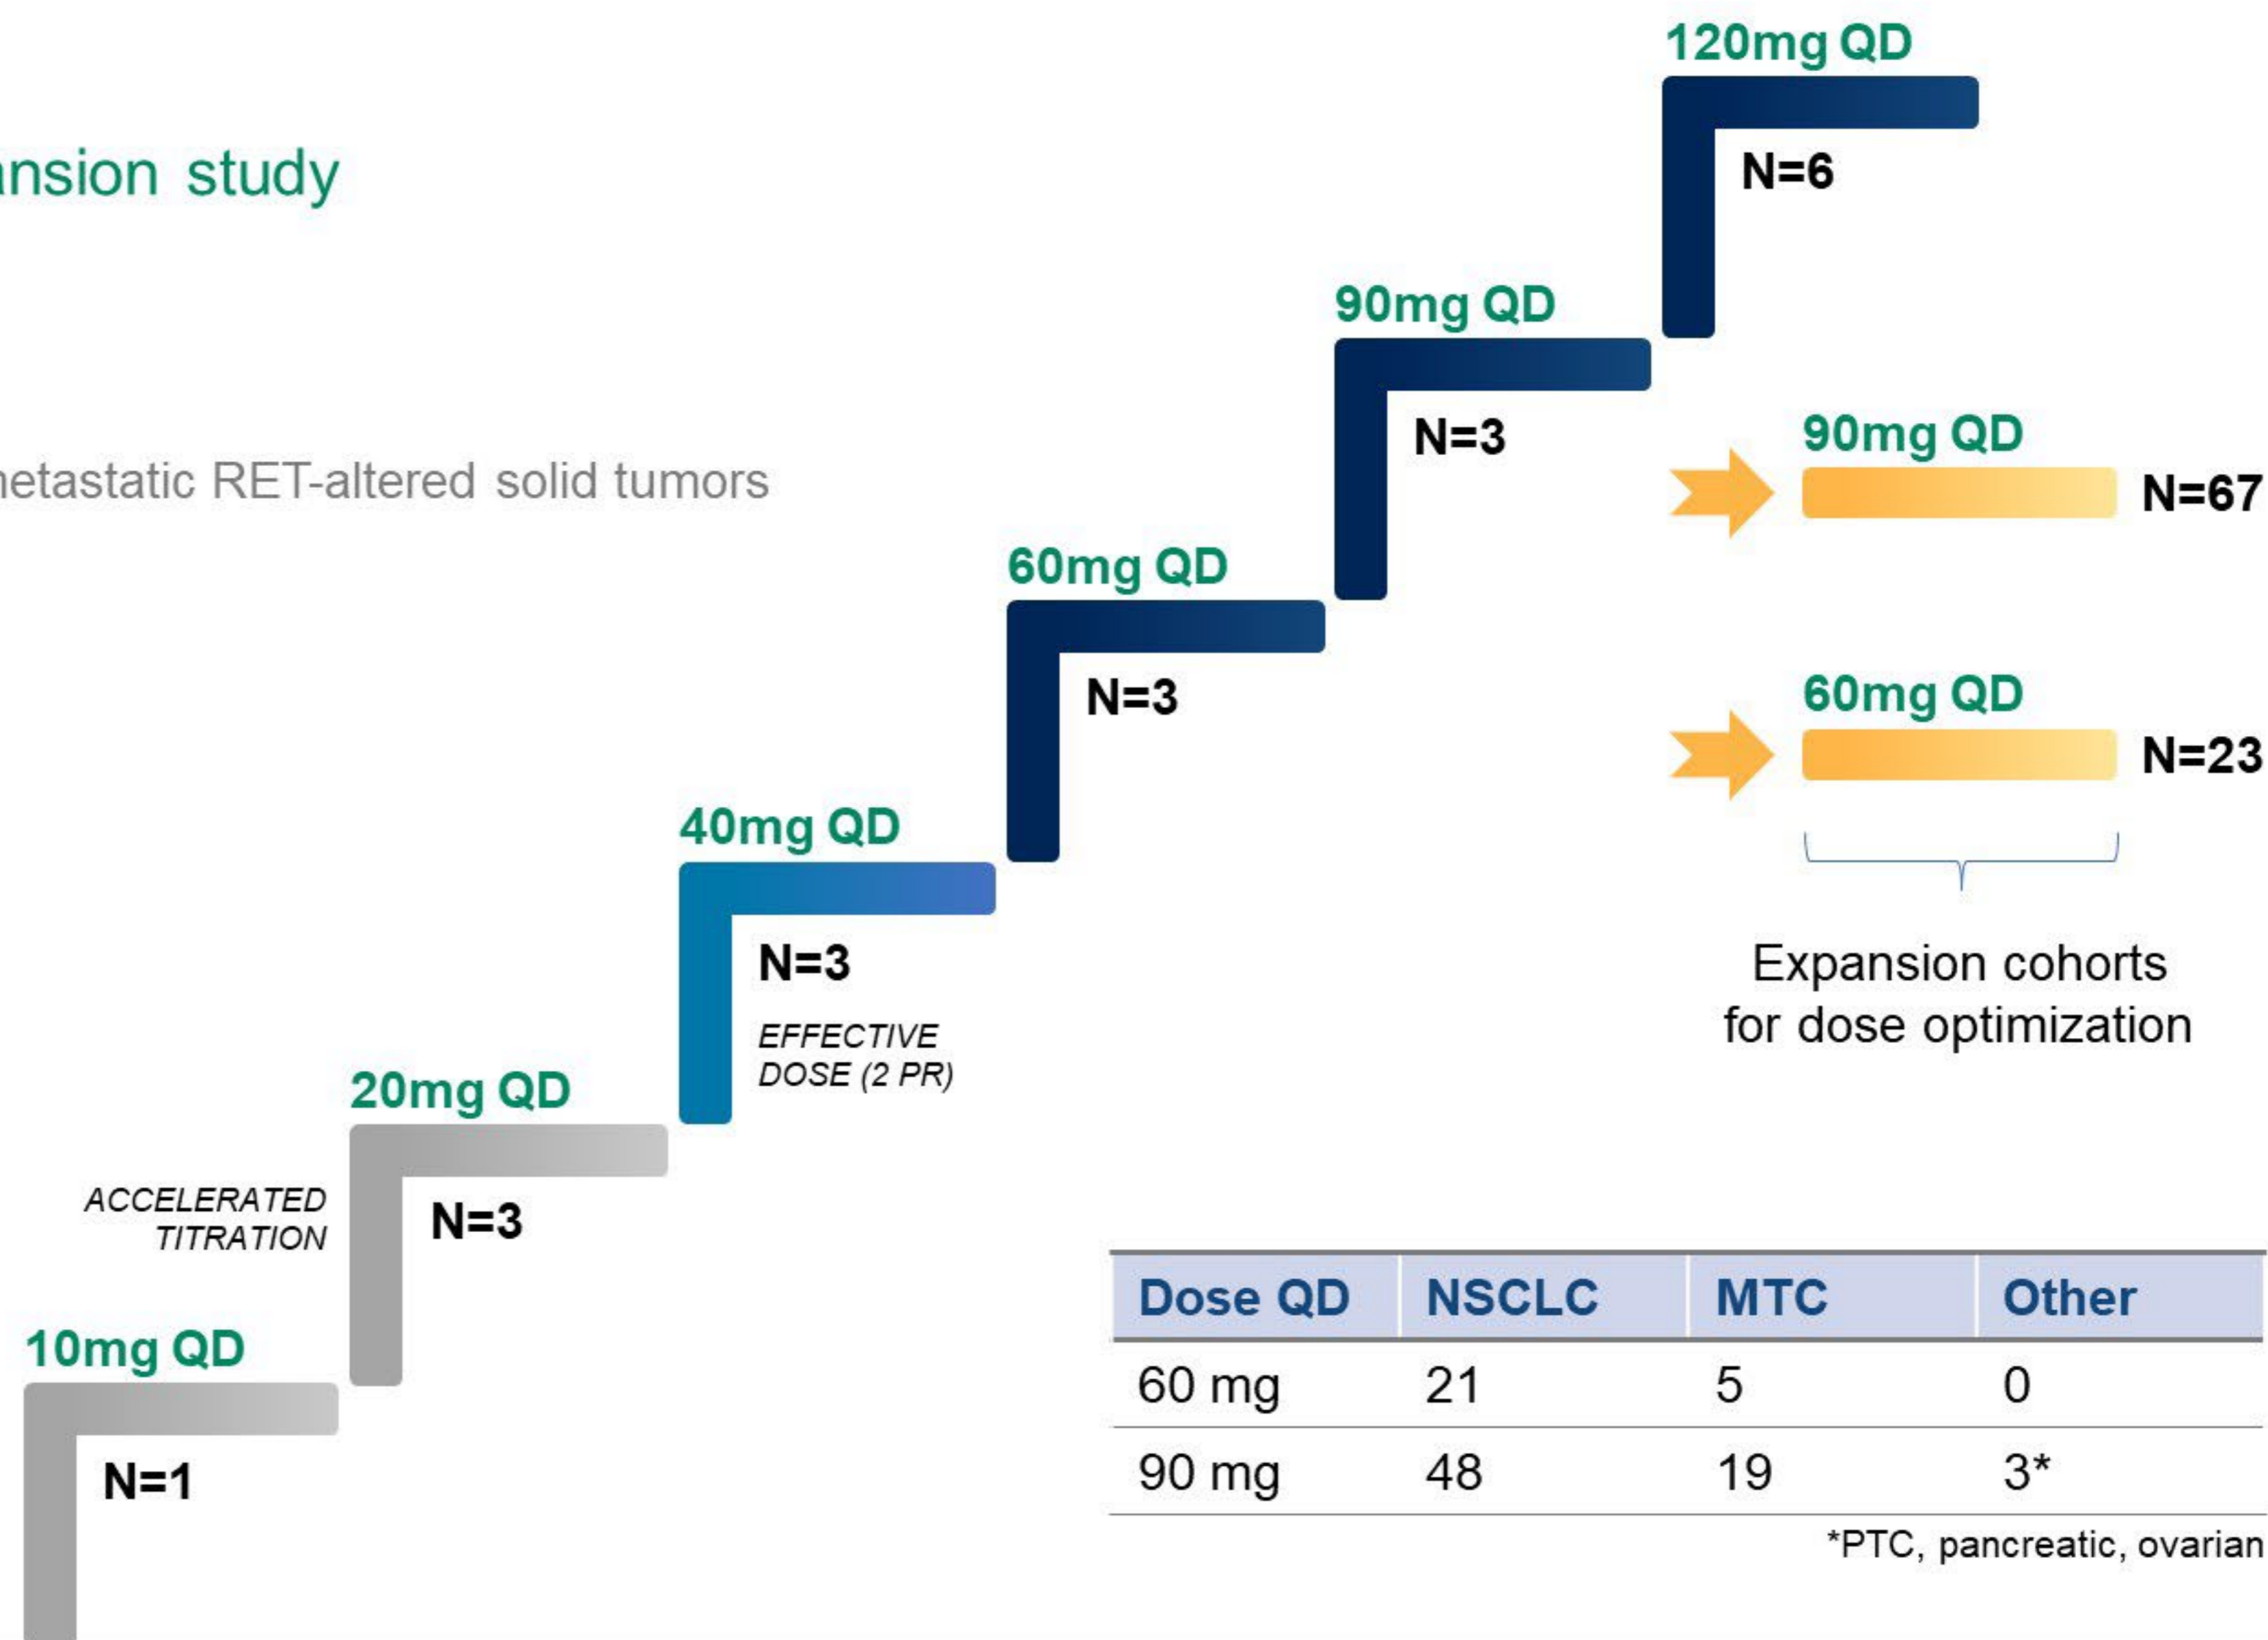 ansion study
metastatic RET-altered solid tumors
120mg QD
N=6
90mg QD
N=3
90mg QD
N=67
60mg QD
N=3
60mg QD
N=23
Expansion cohorts
for dose optimization
40mg QD
N=3
EFFECTIVE
DOSE (2 PR)
20mg QD
N=3
ACCELERATED
TITRATION
10mg QD
N=1
Dose QD NSCLC MTC Other
60 mg 21 5 0
90 mg 48 19 3*
*PTC, pancreatic, ovarian